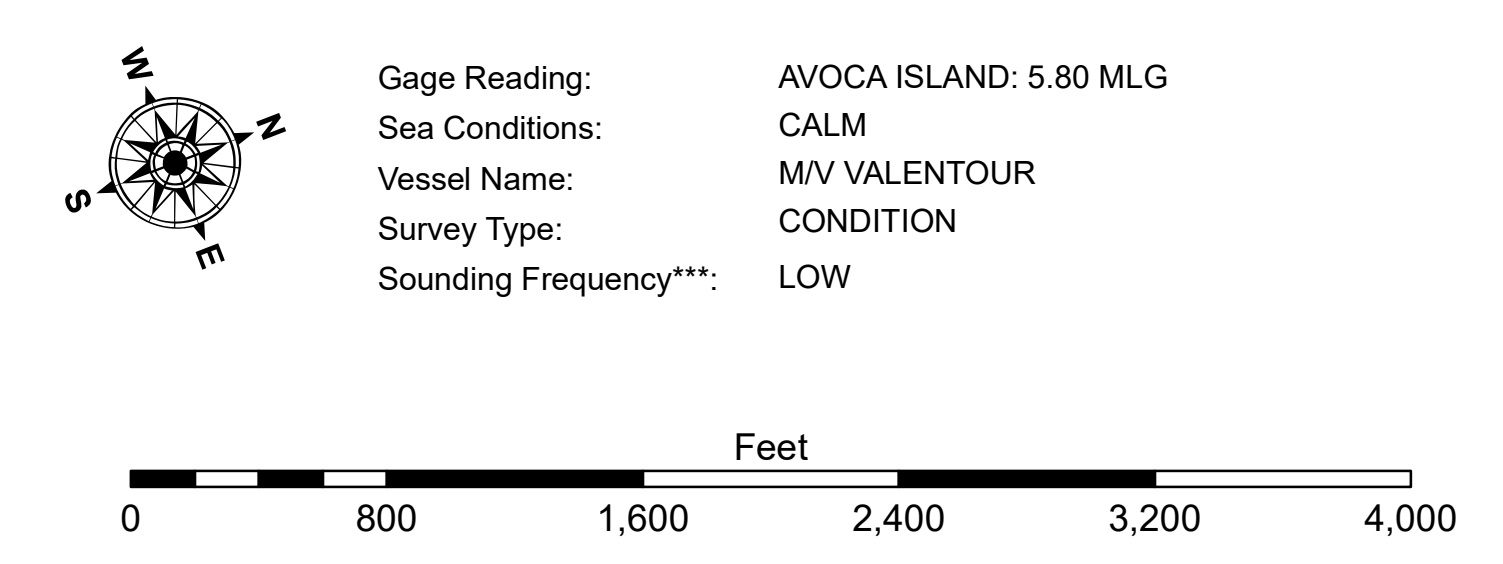 W
N
S
E
Gage Reading: AVOCA ISLAND: 5.80 MLG
Sea Conditions: CALM
Vessel Name: M/V VALENTOUR
Survey Type: CONDITION
Sounding Frequency***: LOW
Feet
0 800 1,600 2,400 3,200 4,000